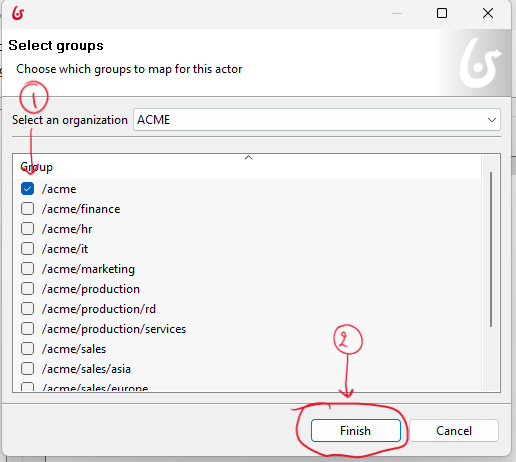 Select groups
Choose which groups to map for this actor
1
Select an organization ACME
Group
/acme
/acme/finance
/acme/hr
/acme/it
/acme/marketing
/acme/production
/acme/production/rd
/acme/production/services
/acme/sales
/acme/sales/asia
/acme/sales/europe
2
Finish Cancel